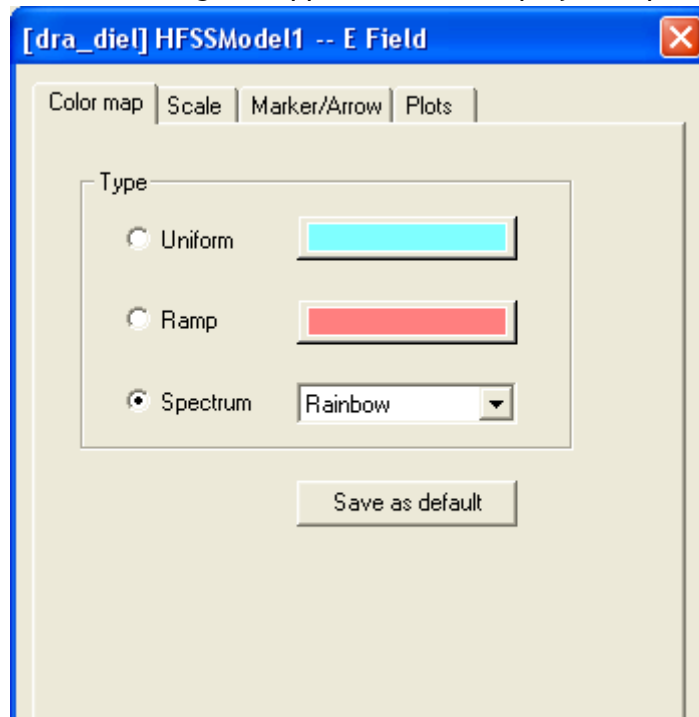 [dra_diel] HFSSModel1 -- E Field
Color map Scale Marker/Arrow Plots
Type
Uniform
Ramp
Spectrum Rainbow
Save as default